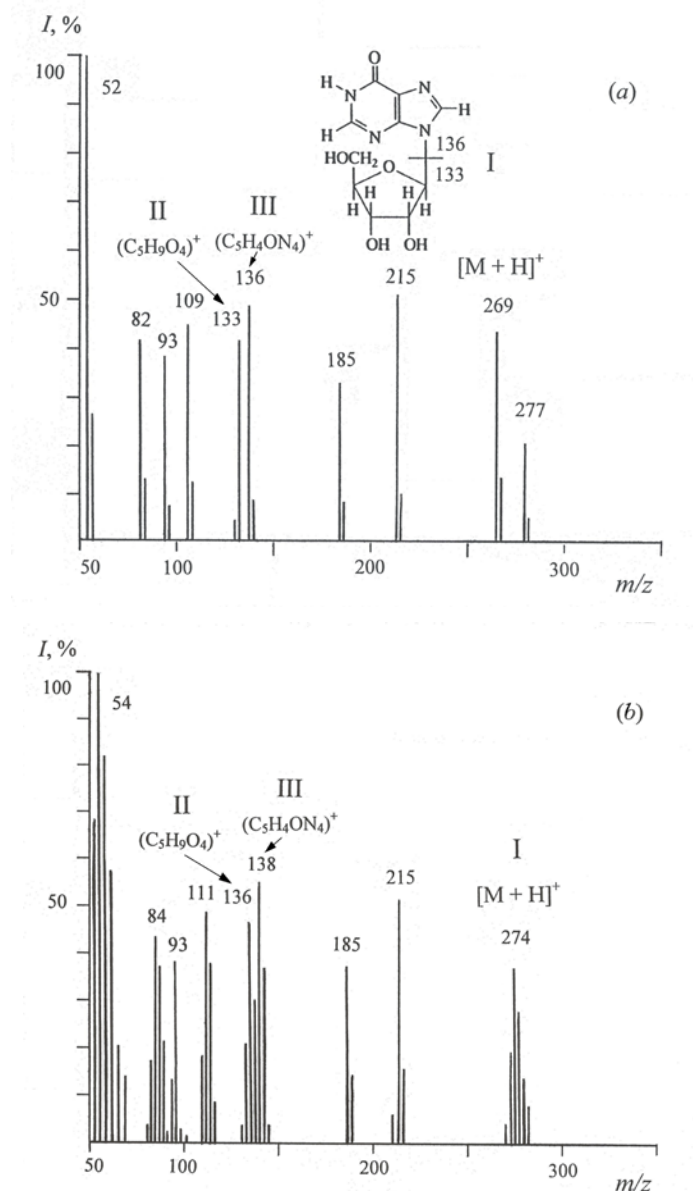 I, %
(a)
100
52
O
H
N
N
H
H
N
N
136
I
133
HOCH₂
O
H H
H H
OH OH
II
(C₅H₉O₄)⁺
III
(C₅H₄ON₄)⁺
136
[M + H]⁺
50
82
93
109
133
185
215
269
277
50 100 200 300
m/z
I, %
(b)
100
54
II
(C₅H₉O₄)⁺
III
(C₅H₄ON₄)⁺
138
I
[M + H]⁺
50
84
93
111
136
185
215
274
50 100 200 300
m/z